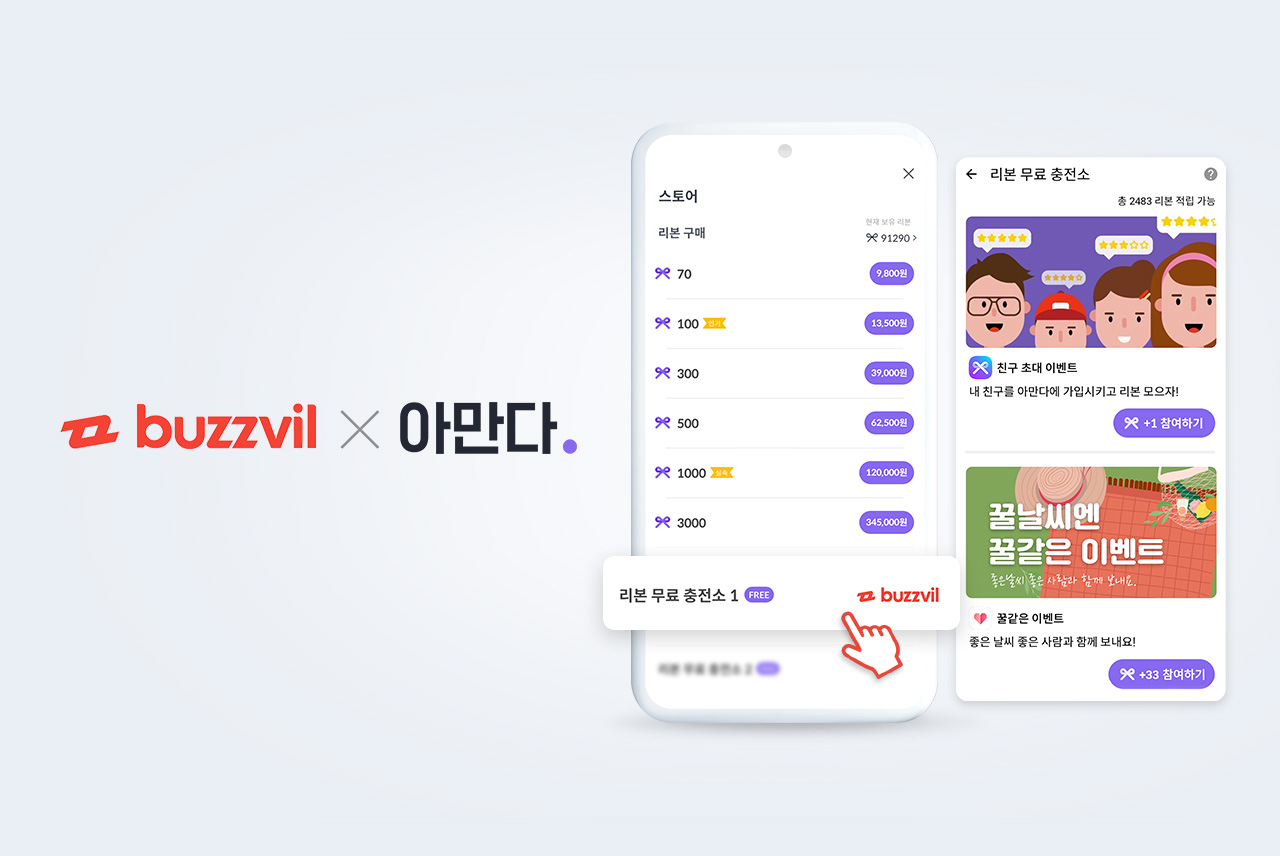 buzzvil × 아만다.
스토어
리본 구매
현재 보유 리본
91290
70
9,800원
100 인기
13,500원
300
39,000원
500
62,500원
1000 실속
120,000원
3000
345,000원
리본 무료 충전소 1 FREE
buzzvil
리본 무료 충전소 2
리본 무료 충전소
총 2483 리본 적립 가능
친구 초대 이벤트
내 친구를 아만다에 가입시키고 리본 모으자!
+1 참여하기
꿀날씨엔
꿀같은 이벤트
좋은날씨 좋은 사람과 함께 보내요.
꿀같은 이벤트
좋은 날씨 좋은 사람과 함께 보내요!
+33 참여하기